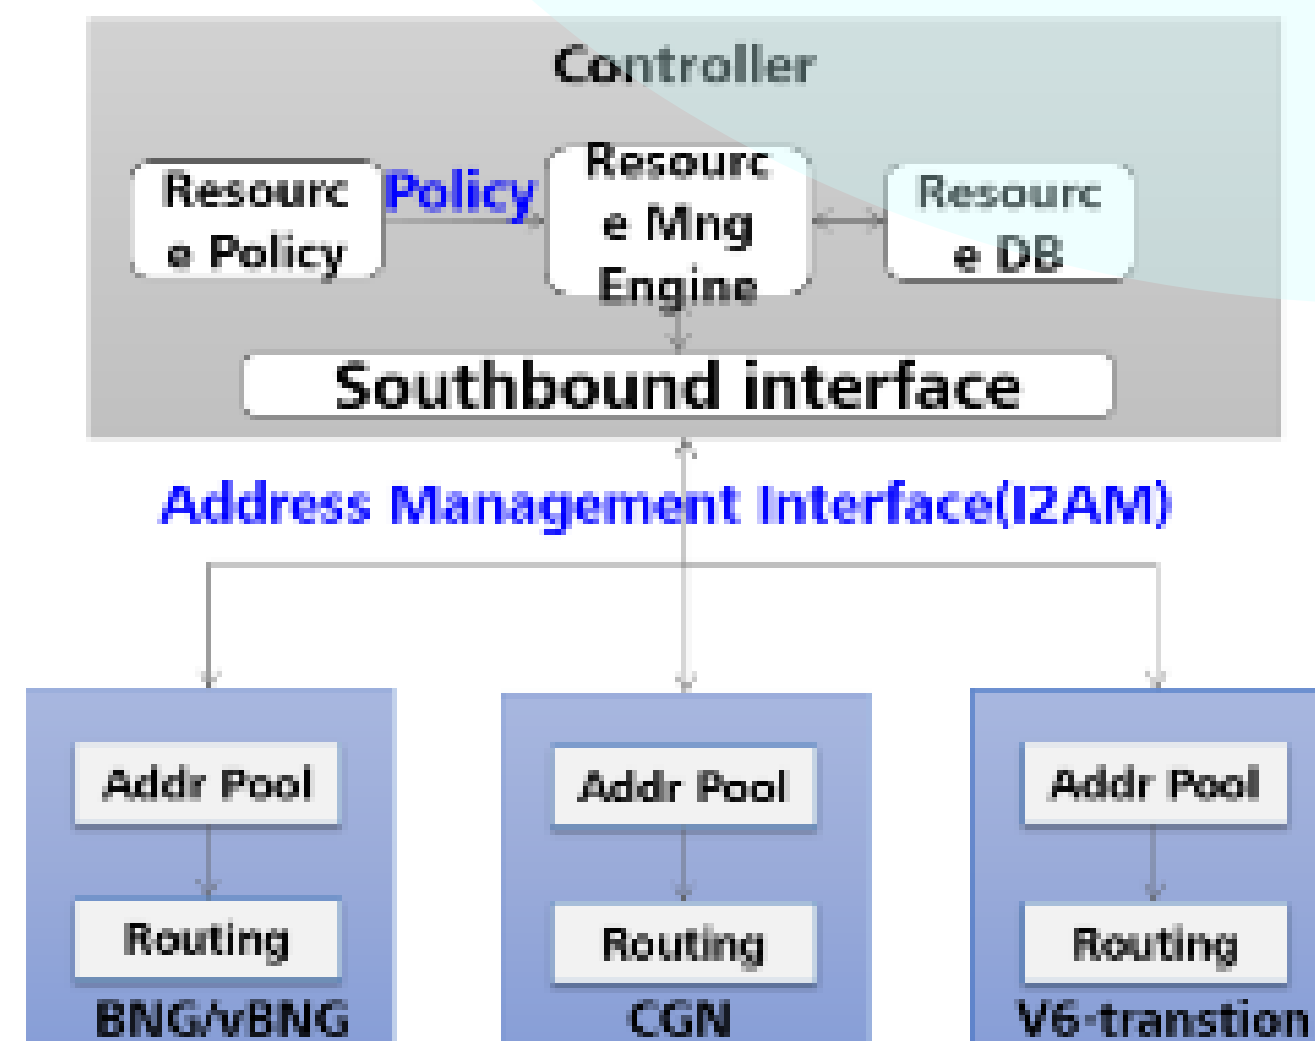 Controller
Resourc
e Policy
Policy
Resourc
e Mng
Engine
Resourc
e DB
Southbound interface
Address Management Interface(I2AM)
Addr Pool
Routing
BNG/vBNG
Addr Pool
Routing
CGN
Addr Pool
Routing
V6-transtion